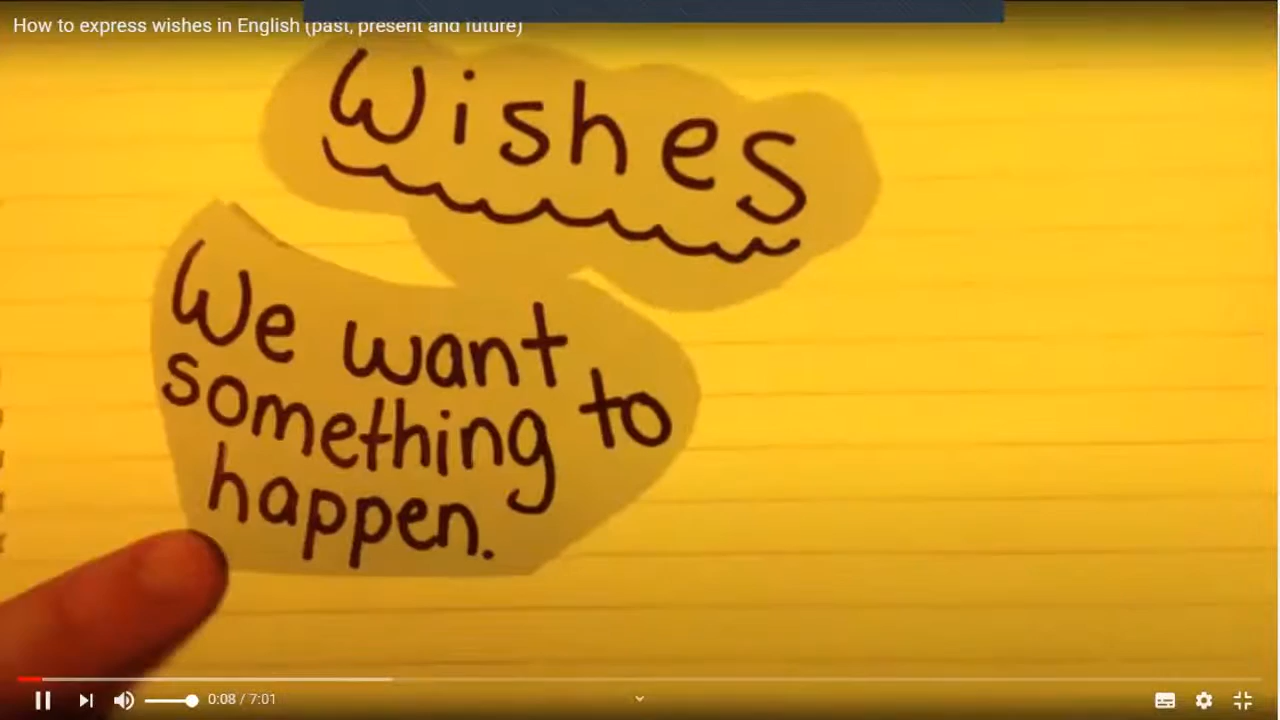 How to express wishes in English (past, present and future)
Wishes
We want
something to
happen.
0:08 / 7:01